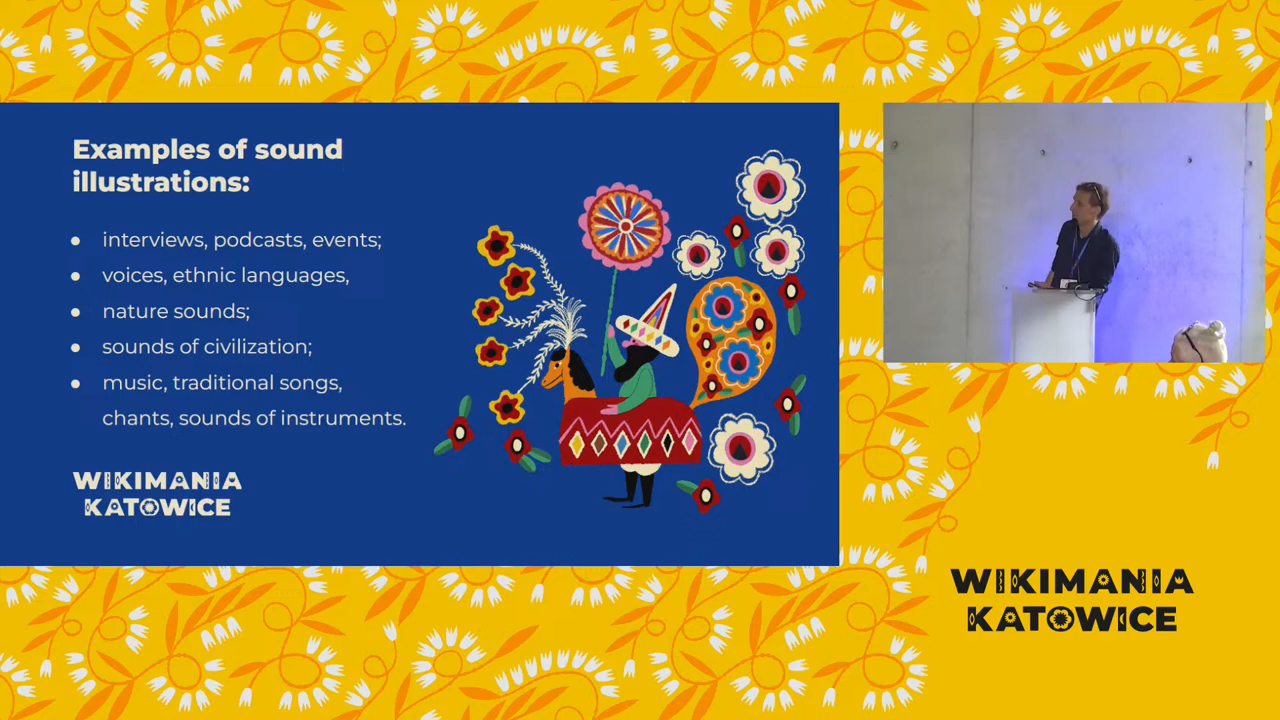 Examples of sound
illustrations:
● interviews, podcasts, events;
● voices, ethnic languages,
● nature sounds;
● sounds of civilization;
● music, traditional songs,
chants, sounds of instruments.
WIKIMANIA
KATOWICE
WIKIMANIA
KATOWICE